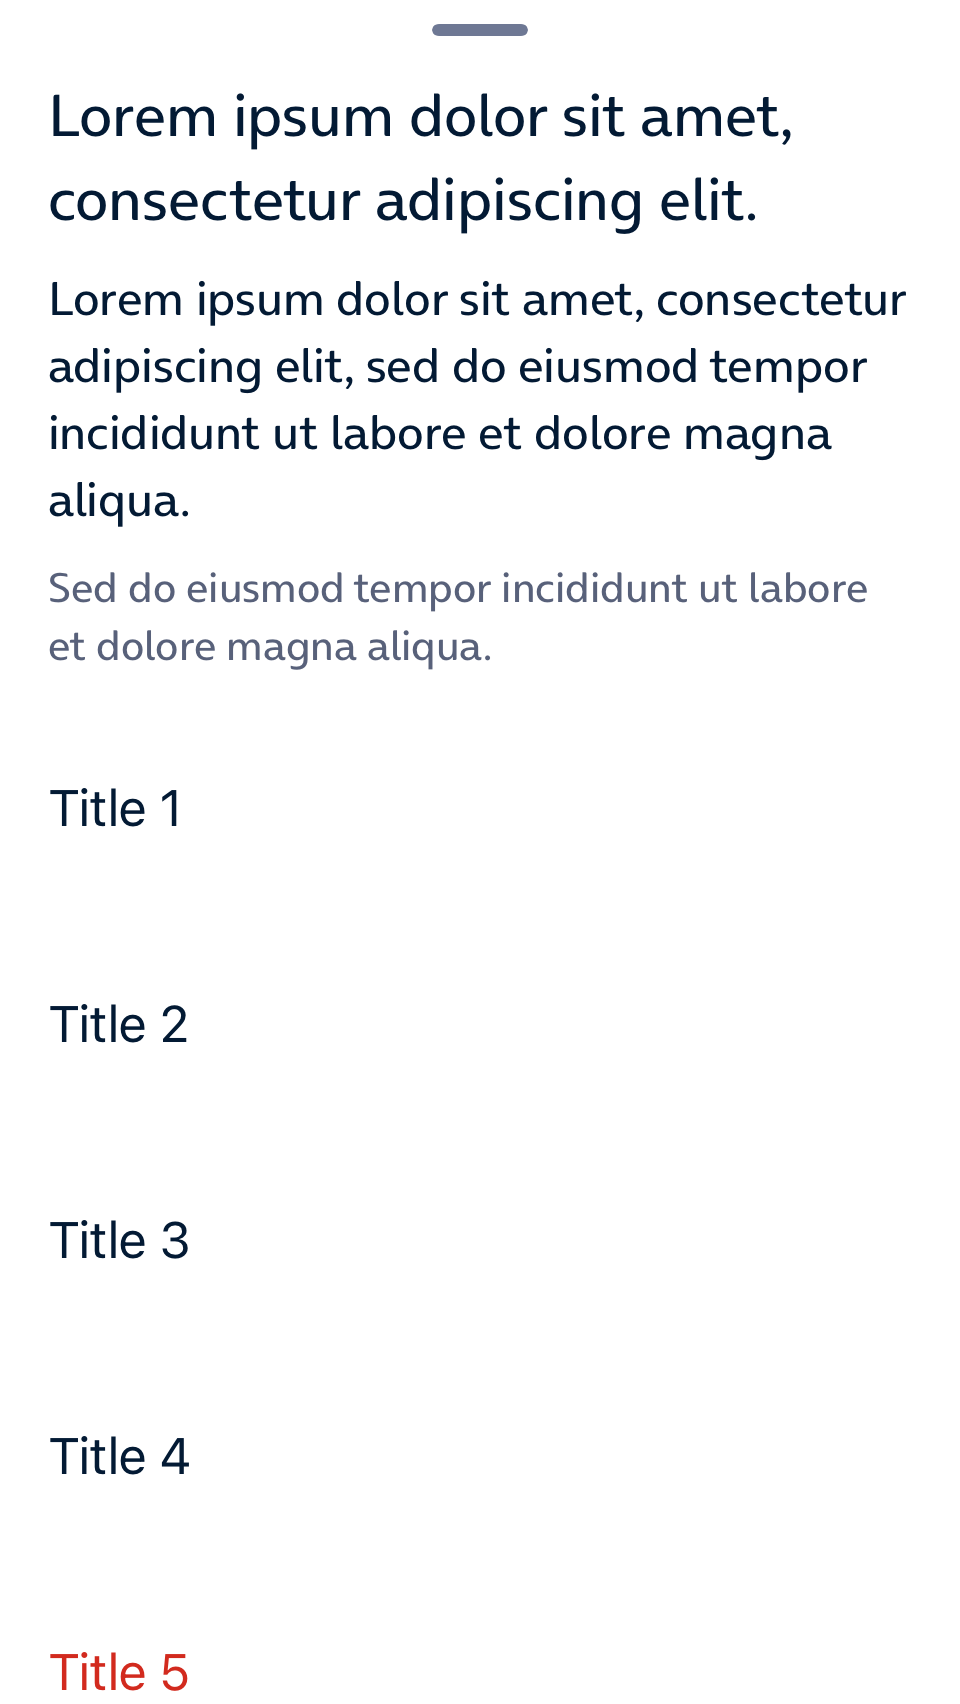 Lorem ipsum dolor sit amet,
consectetur adipiscing elit.
Lorem ipsum dolor sit amet, consectetur
adipiscing elit, sed do eiusmod tempor
incididunt ut labore et dolore magna
aliqua.
Sed do eiusmod tempor incididunt ut labore
et dolore magna aliqua.
Title 1
Title 2
Title 3
Title 4
Title 5